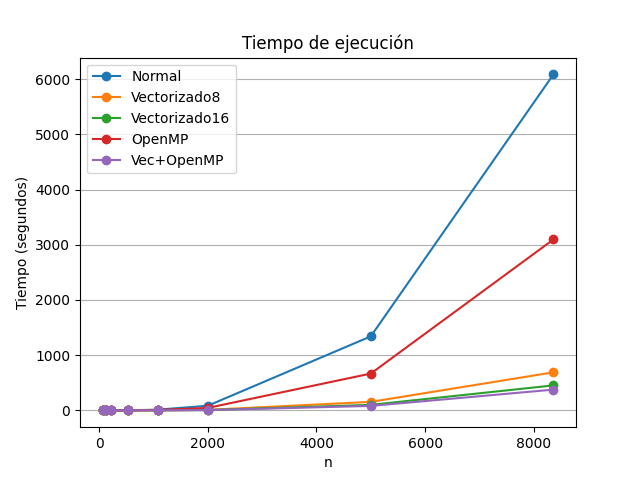 Tiempo de ejecución
Normal
Vectorizado8
Vectorizado16
OpenMP
Vec+OpenMP
Tiempo (segundos)
6000
5000
4000
3000
2000
1000
0
0 2000 4000 6000 8000
n